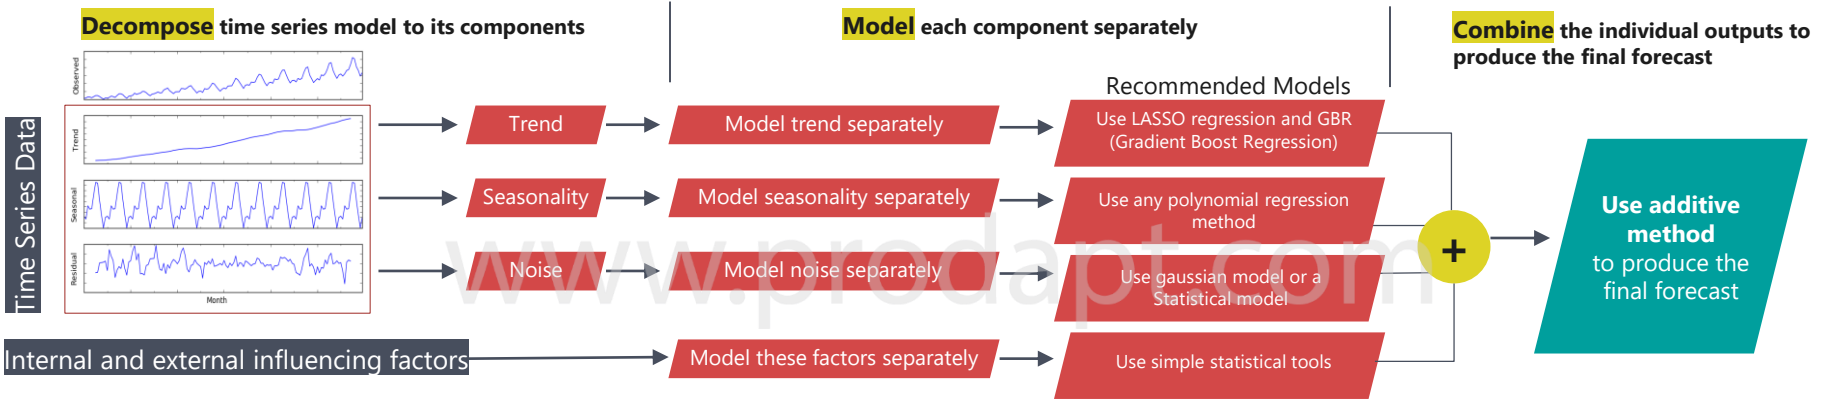 Decompose time series model to its components
Model each component separately
Combine the individual outputs to
produce the final forecast
Recommended Models
Time Series Data
Observed
Trend
Seasonal
Residual
Month
Trend
Model trend separately
Use LASSO regression and GBR
(Gradient Boost Regression)
Seasonality
Model seasonality separately
Use any polynomial regression
method
Noise
Model noise separately
Use gaussian model or a
Statistical model
Internal and external influencing factors
Model these factors separately
Use simple statistical tools
+
Use additive
method
to produce the
final forecast
www.prodapt.com